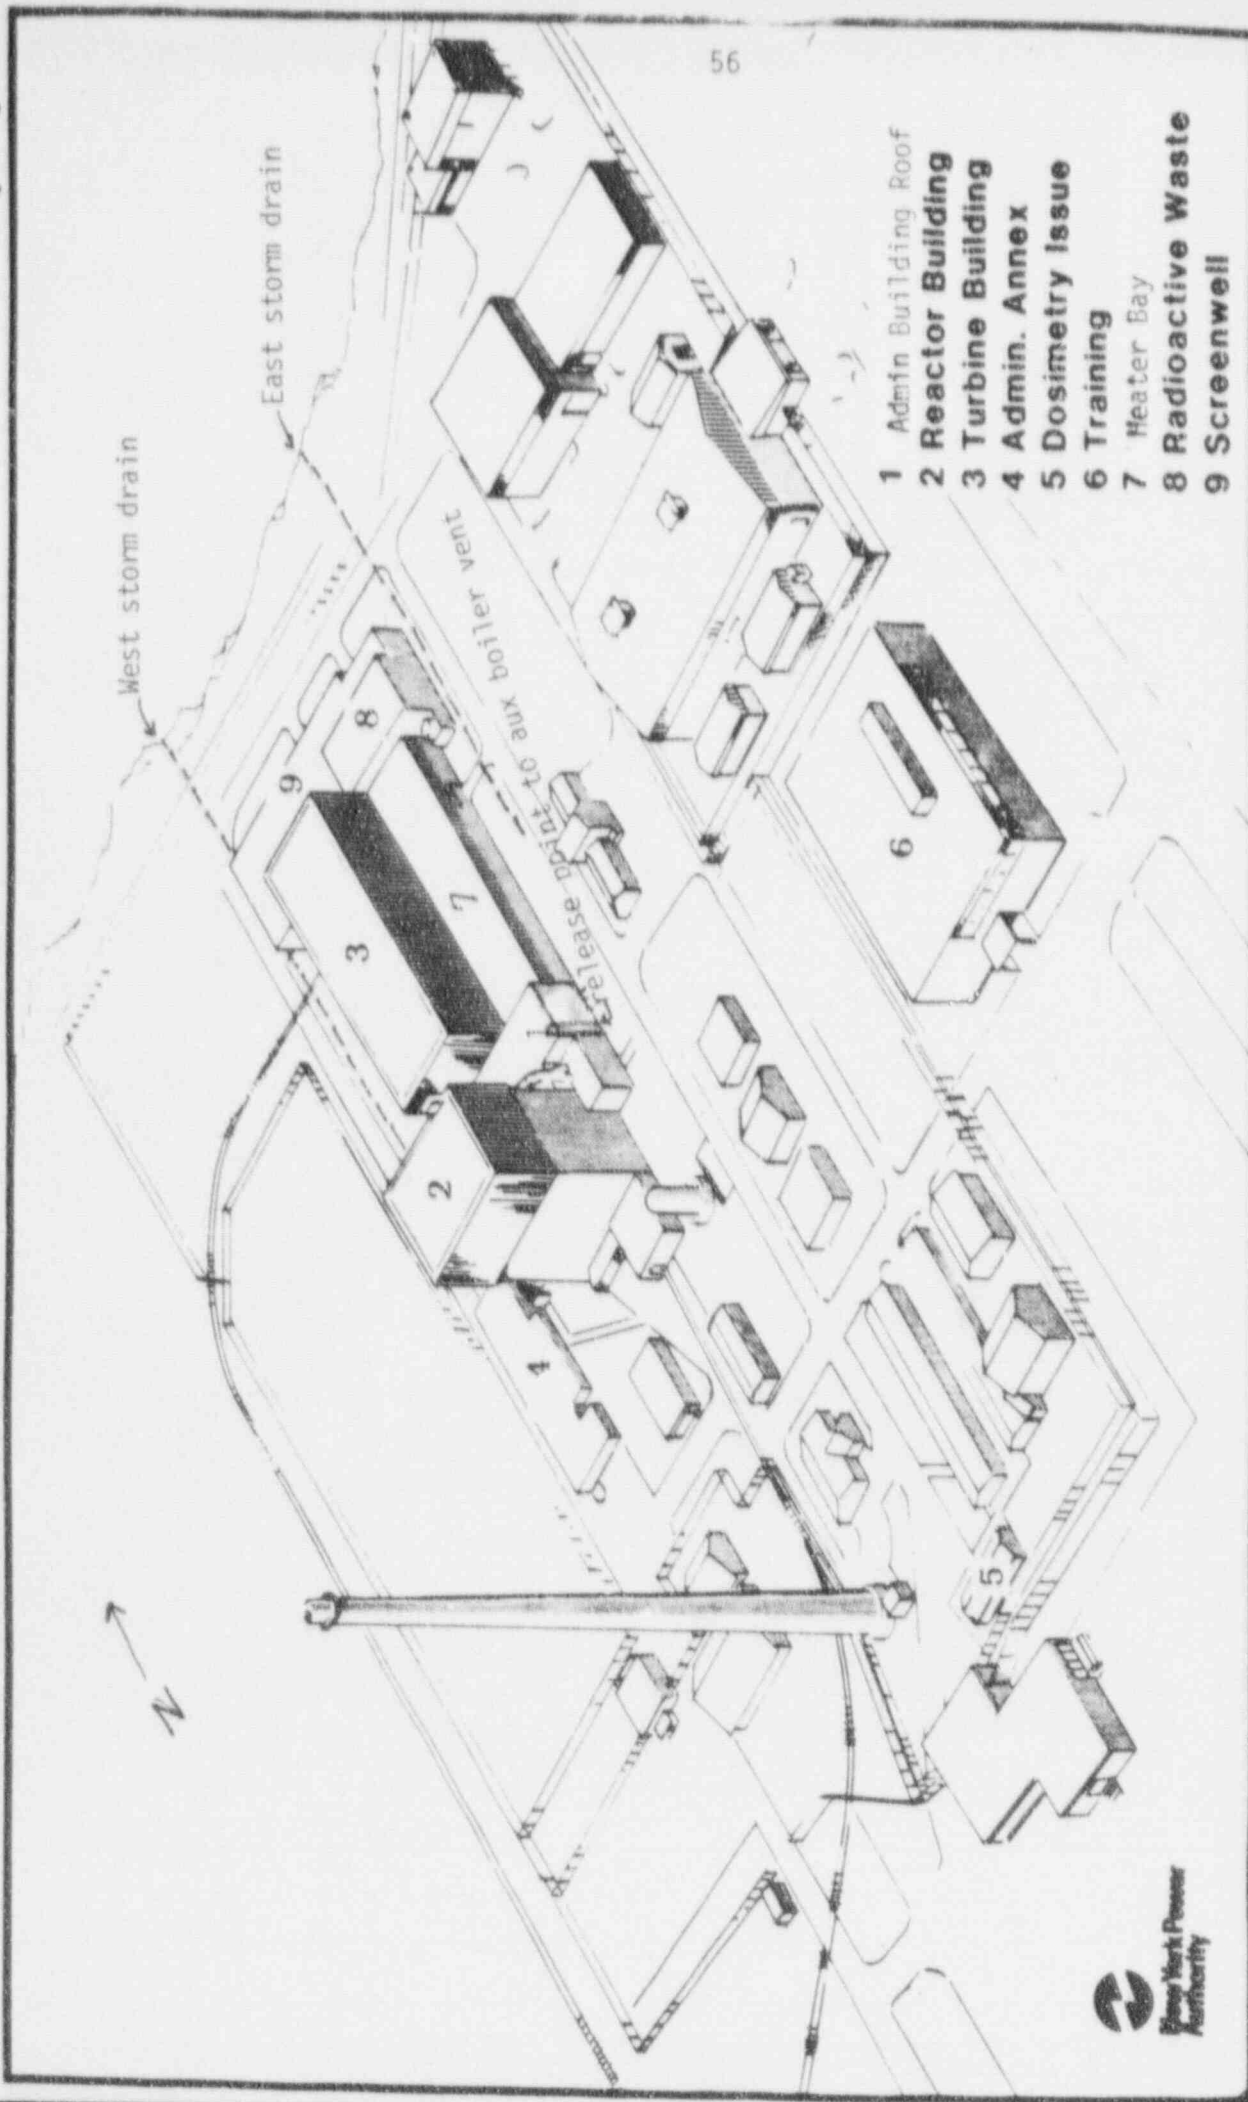 56
West storm drain
East storm drain
release point to aux boiler vent
9
8
3
7
2
4
6
5
N
1 Admin Building Roof
2 Reactor Building
3 Turbine Building
4 Admin. Annex
5 Dosimetry Issue
6 Training
7 Heater Bay
8 Radioactive Waste
9 Screenwell
New York Power
Authority